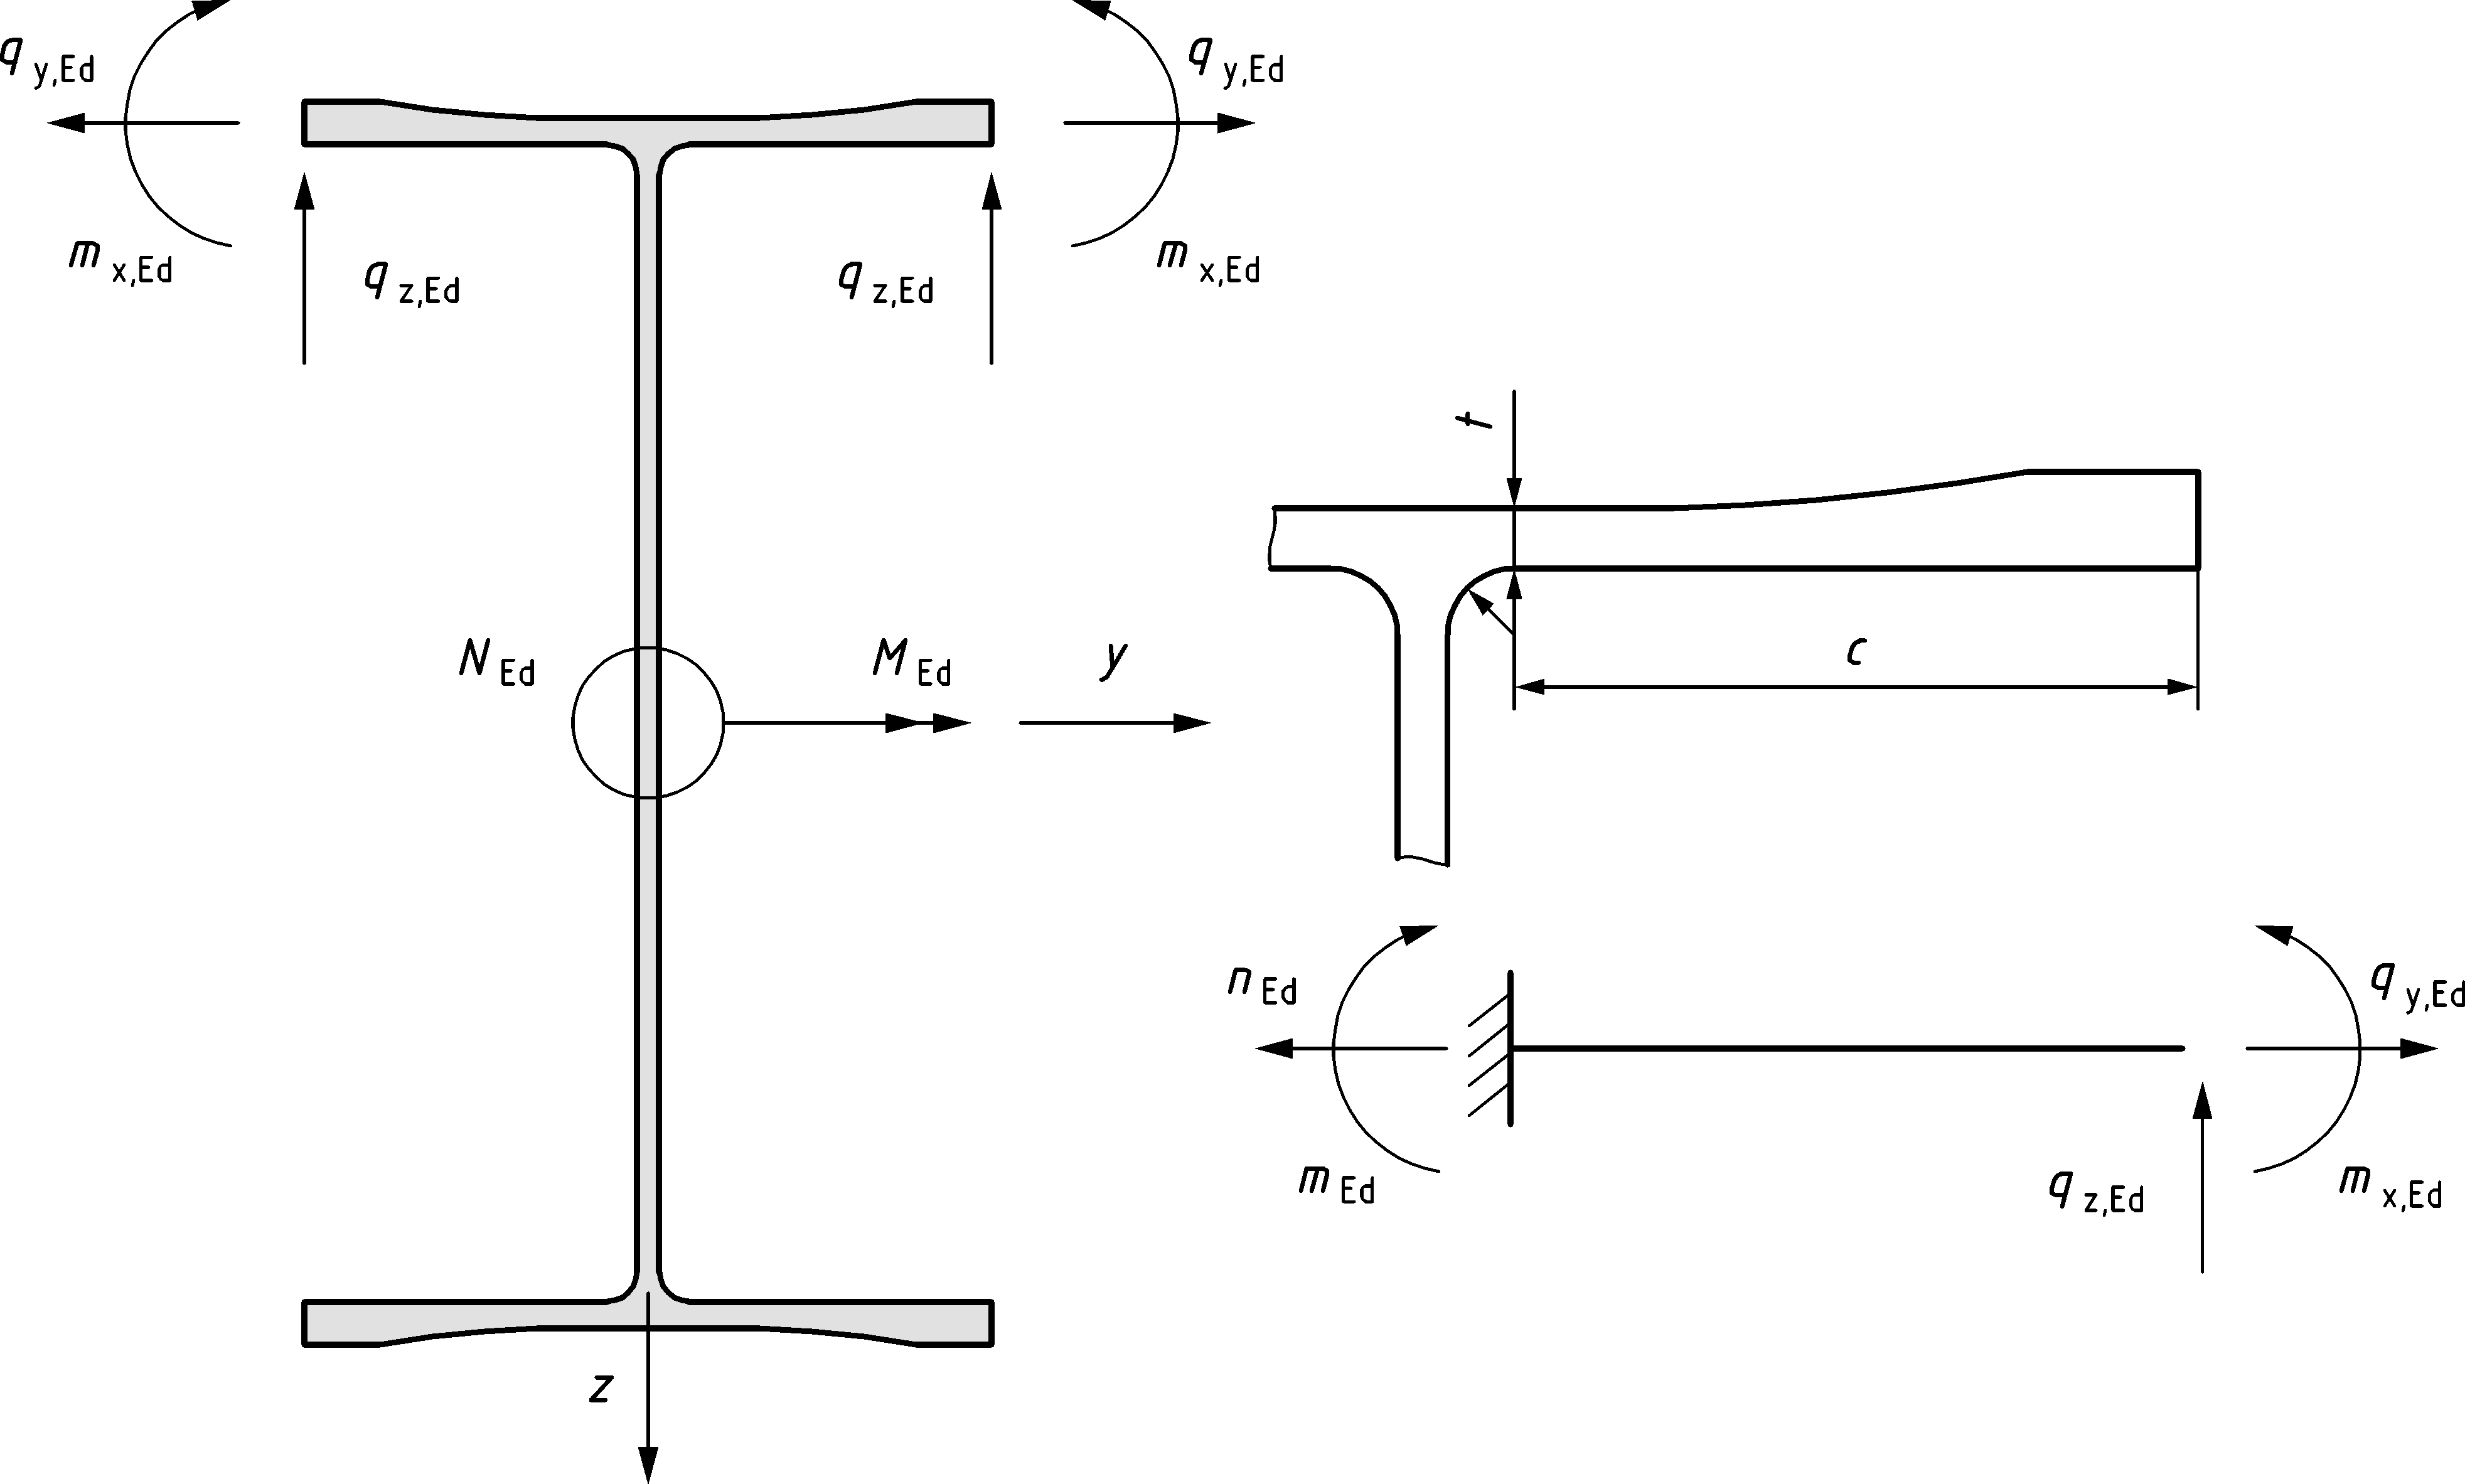 q y,Ed
q y,Ed
m x,Ed
q z,Ed
q z,Ed
m x,Ed
t
N Ed
M Ed
y
c
n Ed
q y,Ed
m Ed
q z,Ed
m x,Ed
z